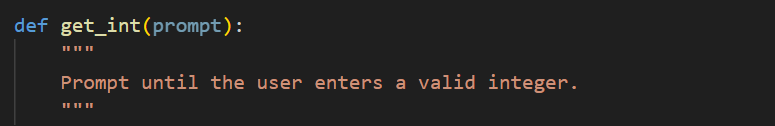 def get_int(prompt):
"""
Prompt until the user enters a valid integer.
"""